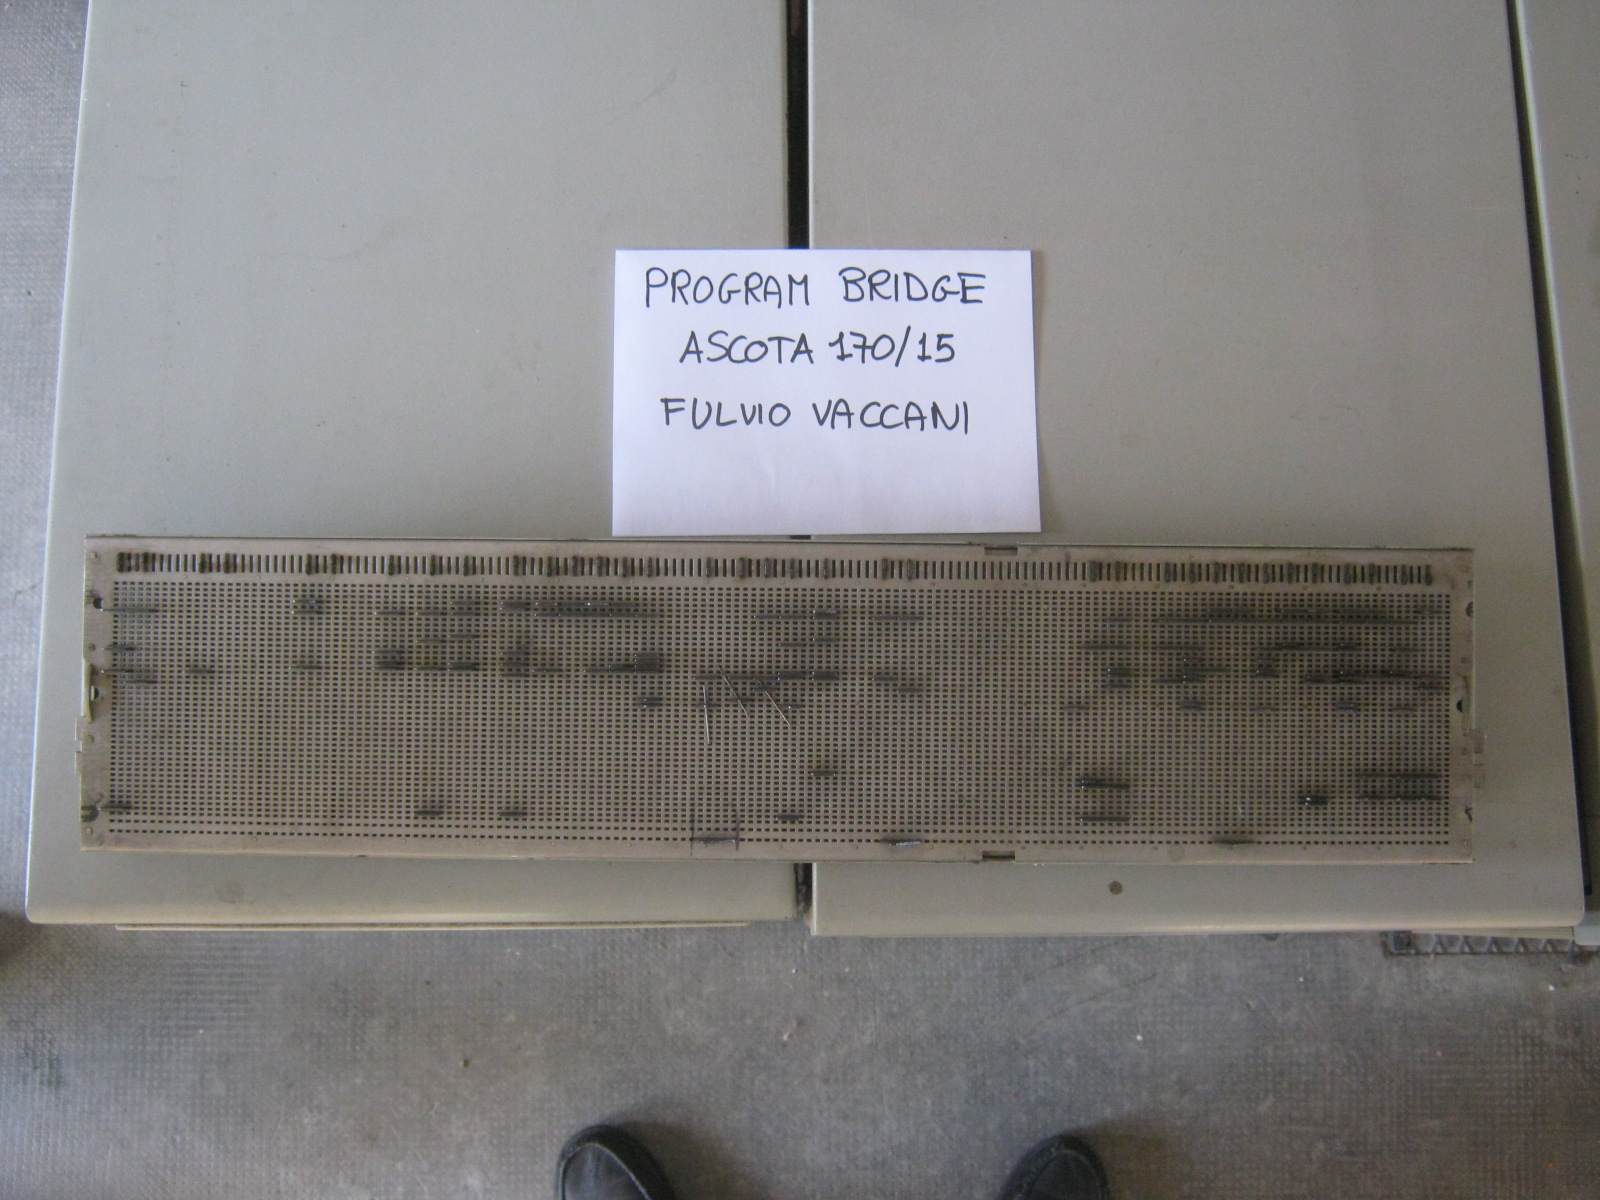 PROGRAM BRIDGE
ASCOTA 170/15
FULVIO VACCANI